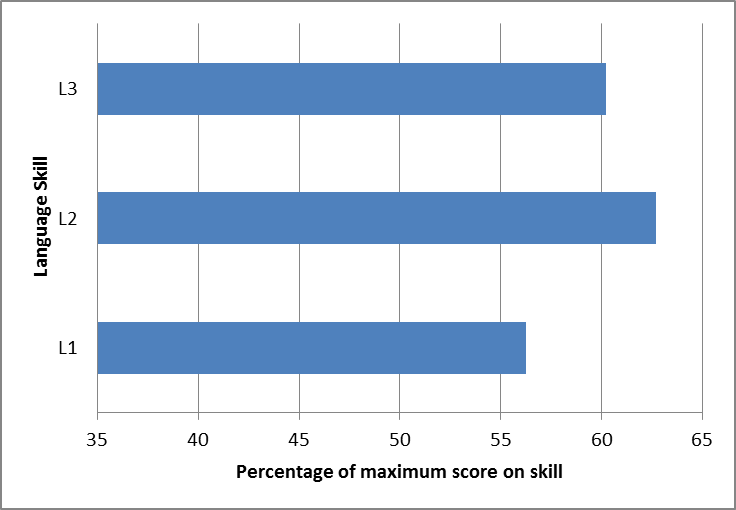 L3
L2
L1
Language Skill
35 40 45 50 55 60 65
Percentage of maximum score on skill